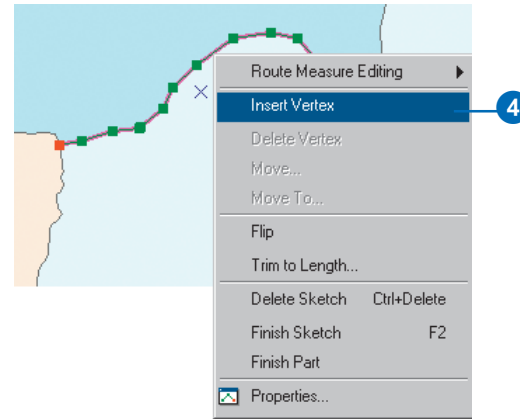 Route Measure Editing
Insert Vertex
4
Delete Vertex
Move...
Move To...
Flip
Trim to Length...
Delete Sketch Ctrl+Delete
Finish Sketch F2
Finish Part
Properties...